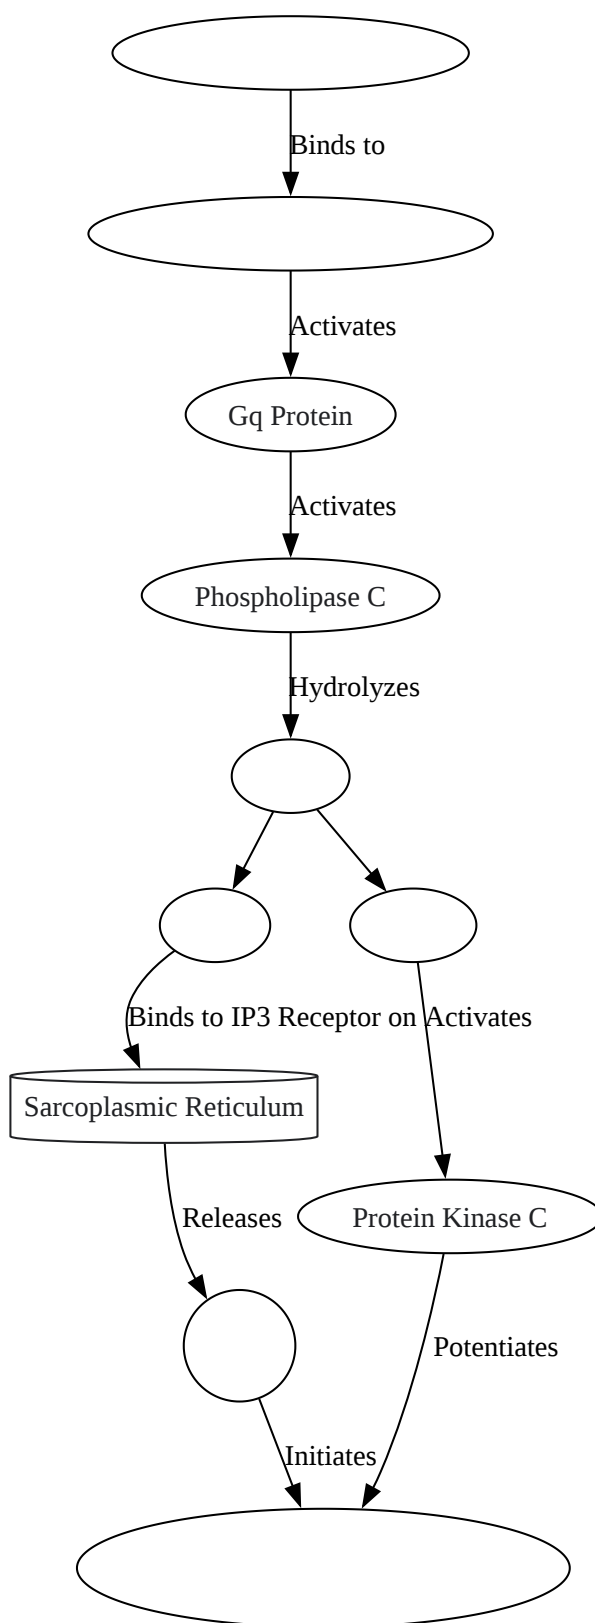 Binds to
Activates
Gq Protein
Activates
Phospholipase C
Hydrolyzes
Binds to IP3 Receptor on
Activates
Sarcoplasmic Reticulum
Releases
Protein Kinase C
Potentiates
Initiates